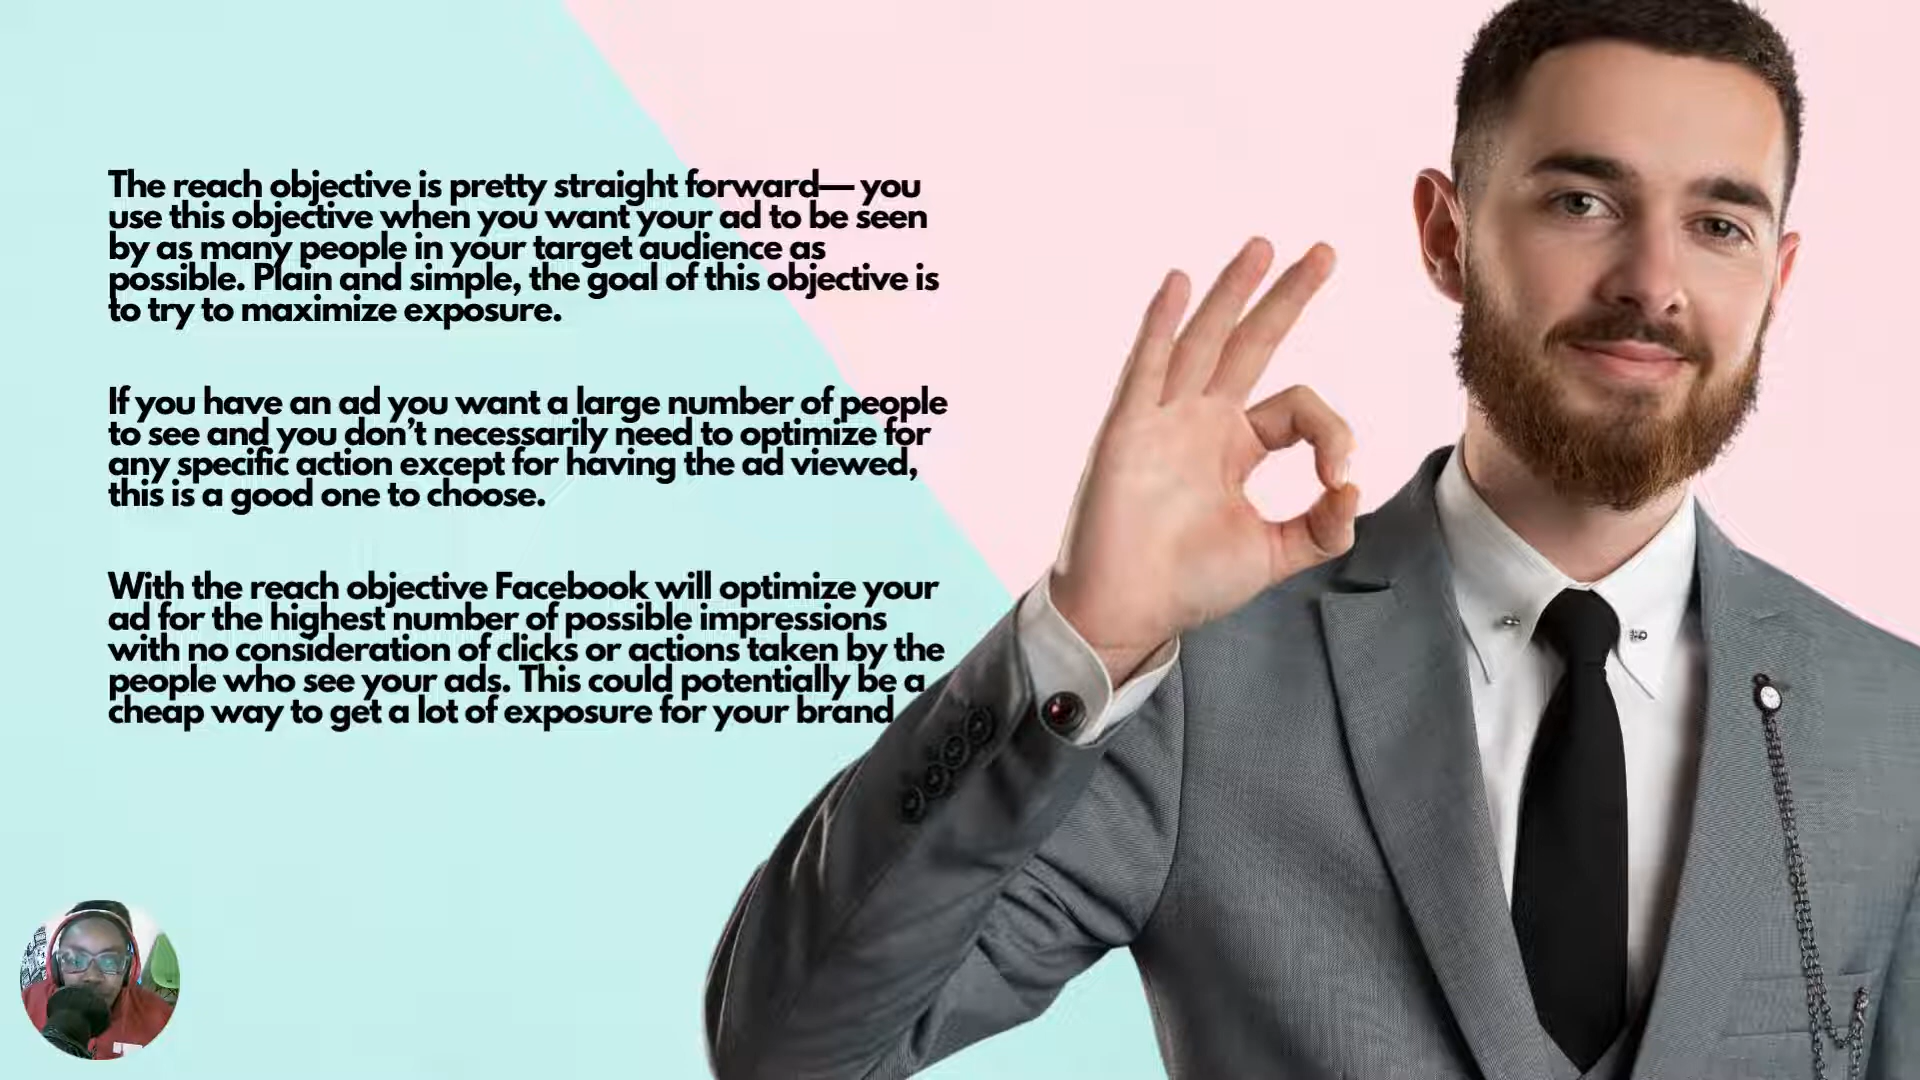 The reach objective is pretty straight forward— you
use this objective when you want your ad to be seen
by as many people in your target audience as
possible. Plain and simple, the goal of this objective is
to try to maximize exposure.
If you have an ad you want a large number of people
to see and you don’t necessarily need to optimize for
any specific action except for having the ad viewed,
this is a good one to choose.
With the reach objective Facebook will optimize your
ad for the highest number of possible impressions
with no consideration of clicks or actions taken by the
people who see your ads. This could potentially be a
cheap way to get a lot of exposure for your brand